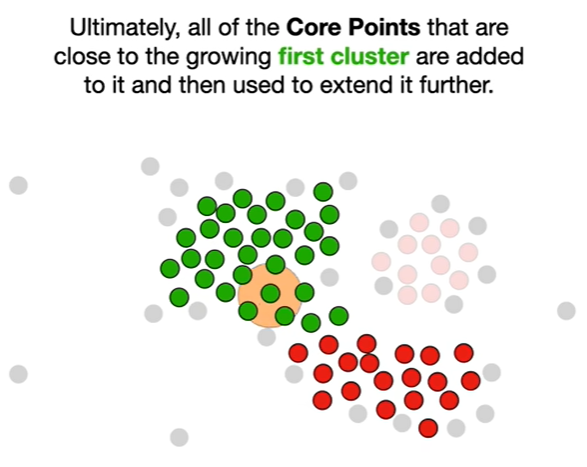 Ultimately, all of the Core Points that are
close to the growing first cluster are added
to it and then used to extend it further.